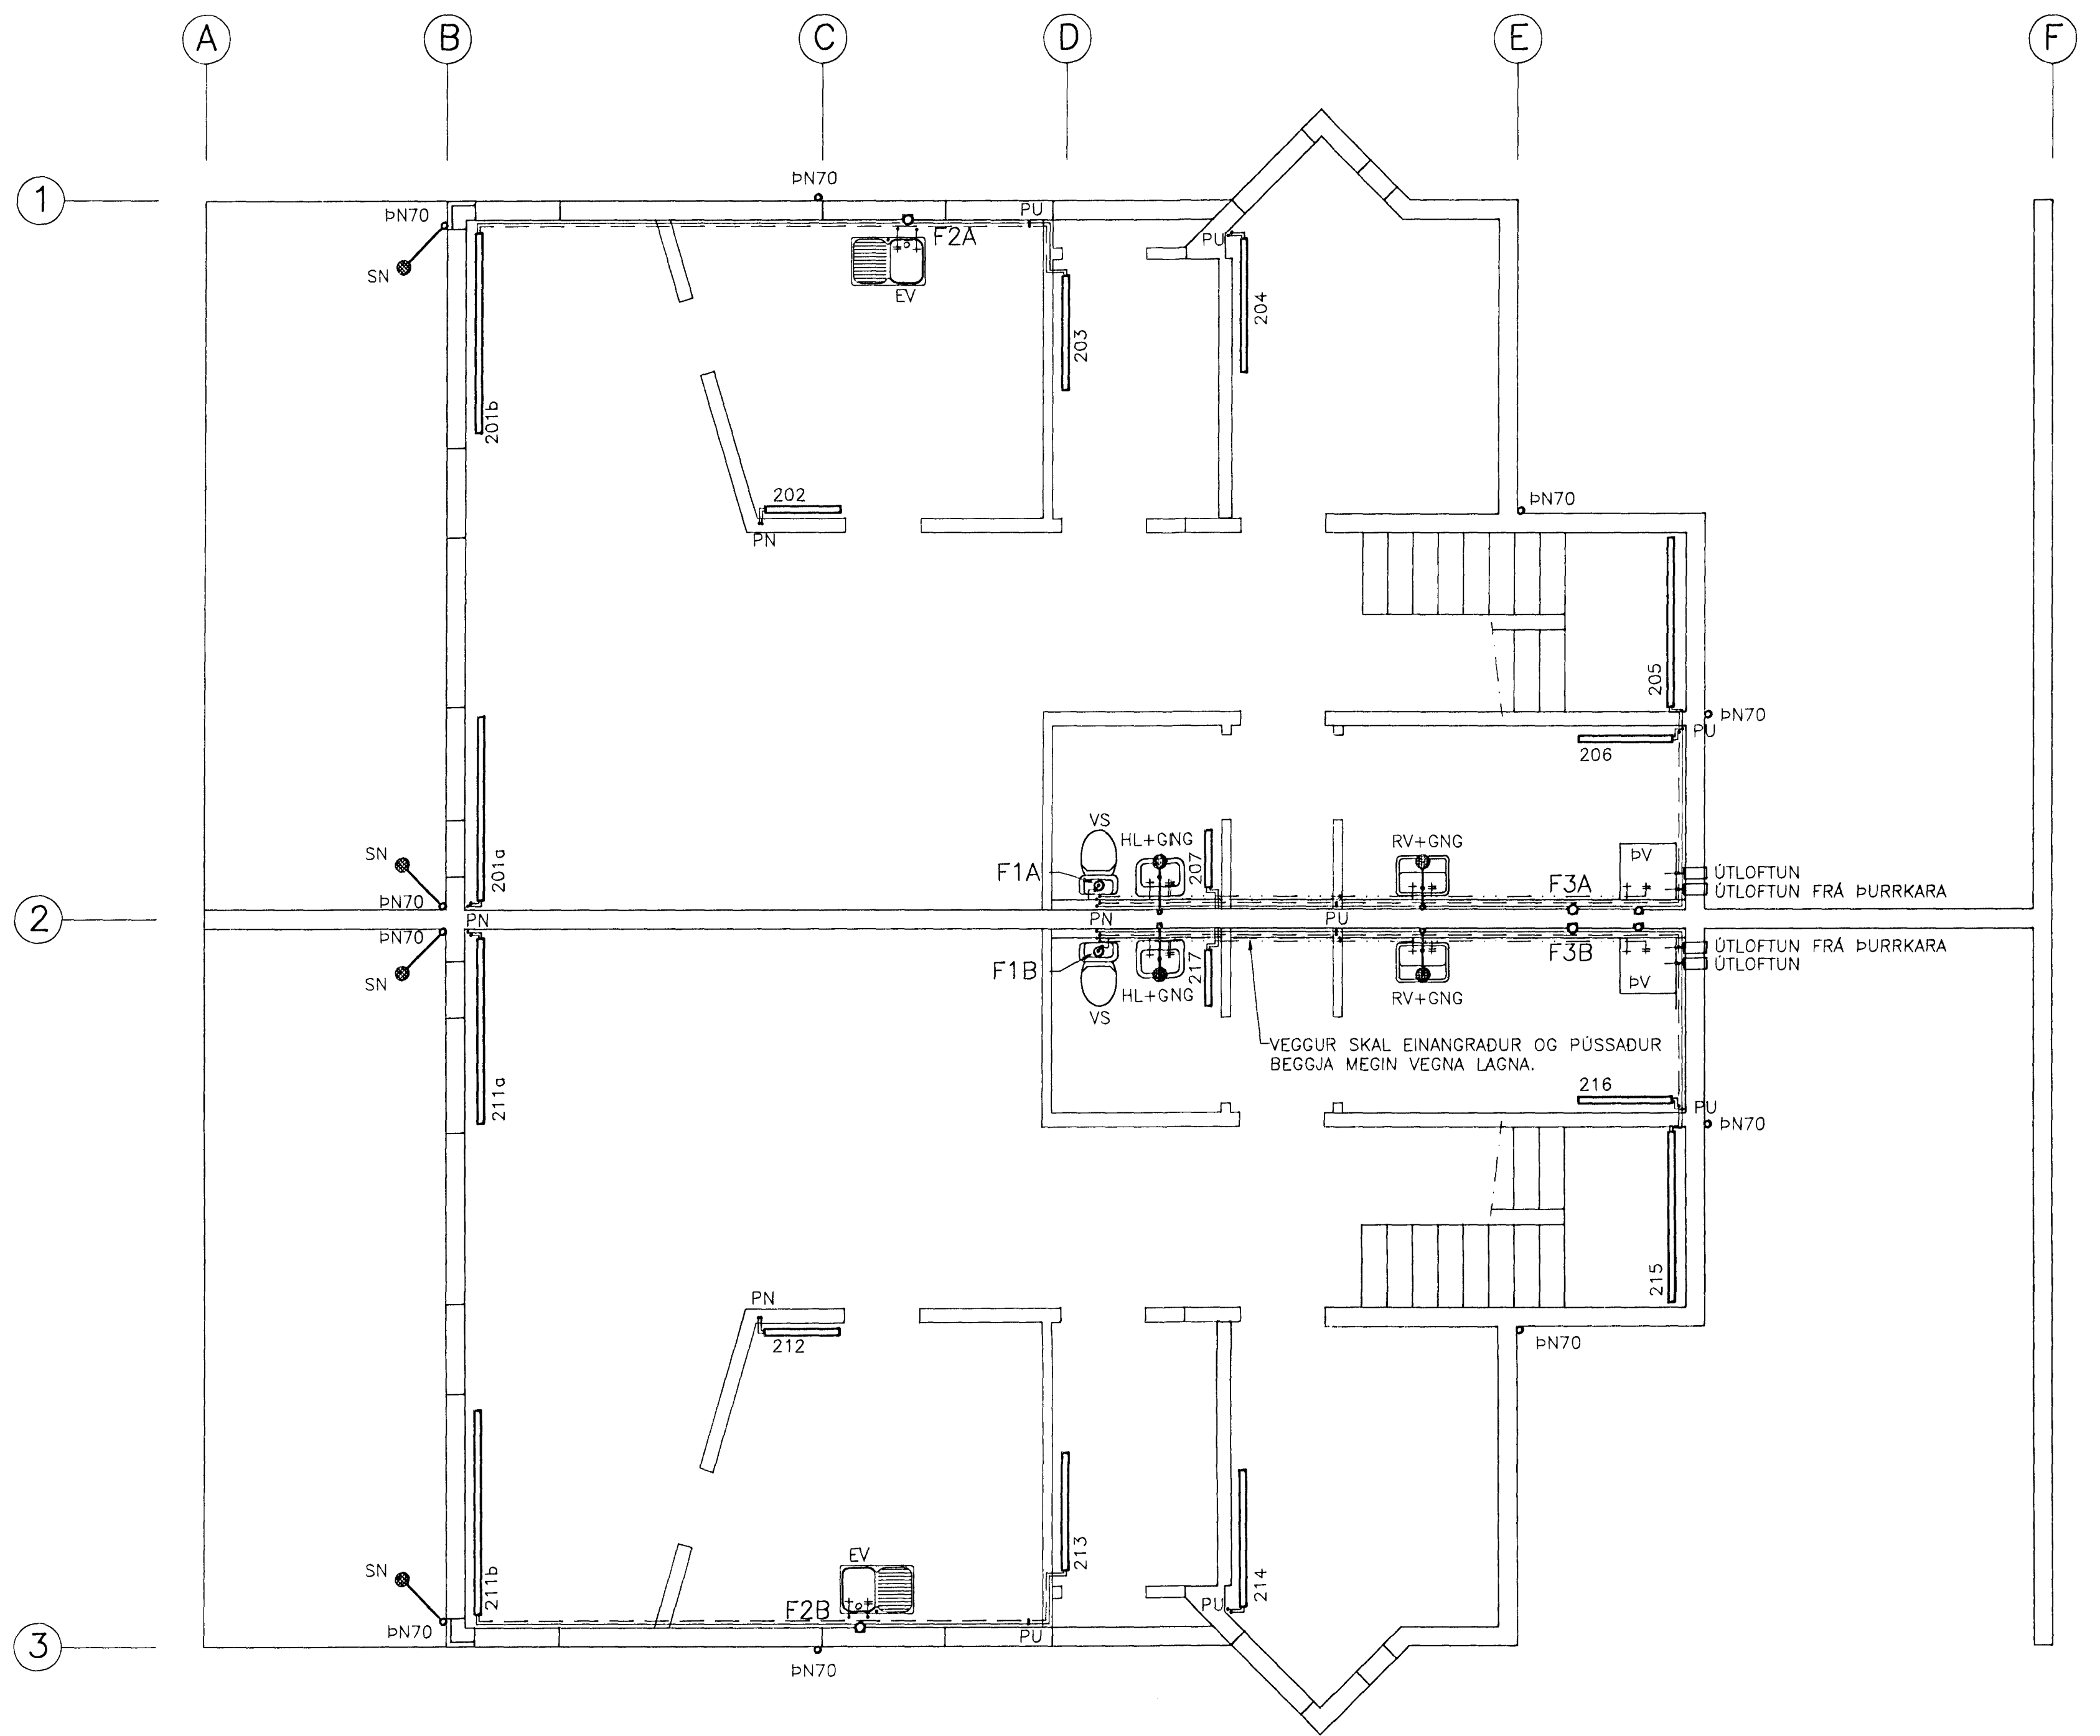 A B C D E F
ÞN70
1
ÞN70 PU
F2A PU
SN
EV
204
203
201b
202
ÞN70
PN
205
ÞN70
PU
206
VS
HL+GNG RV+GNG
SN ÞV
201a 207
F1A ÚTLOFTUN
F3A ÚTLOFTUN FRÁ ÞURRKARA
ÞN70
2 PN PN PU
ÞN70
F3B ÚTLOFTUN FRÁ ÞURRKARA
F1B 217 ÚTLOFTUN
SN ÞV
HL+GNG RV+GNG
VS
VEGGUR SKAL EINANGRAÐUR OG PÚSSAÐUR
BEGGJA MEGIN VEGNA LAGNA.
211a
216
PU
ÞN70
215
PN
212 ÞN70
EV
213
SN
211b 214
F2B PU
ÞN70 PU
3
ÞN70